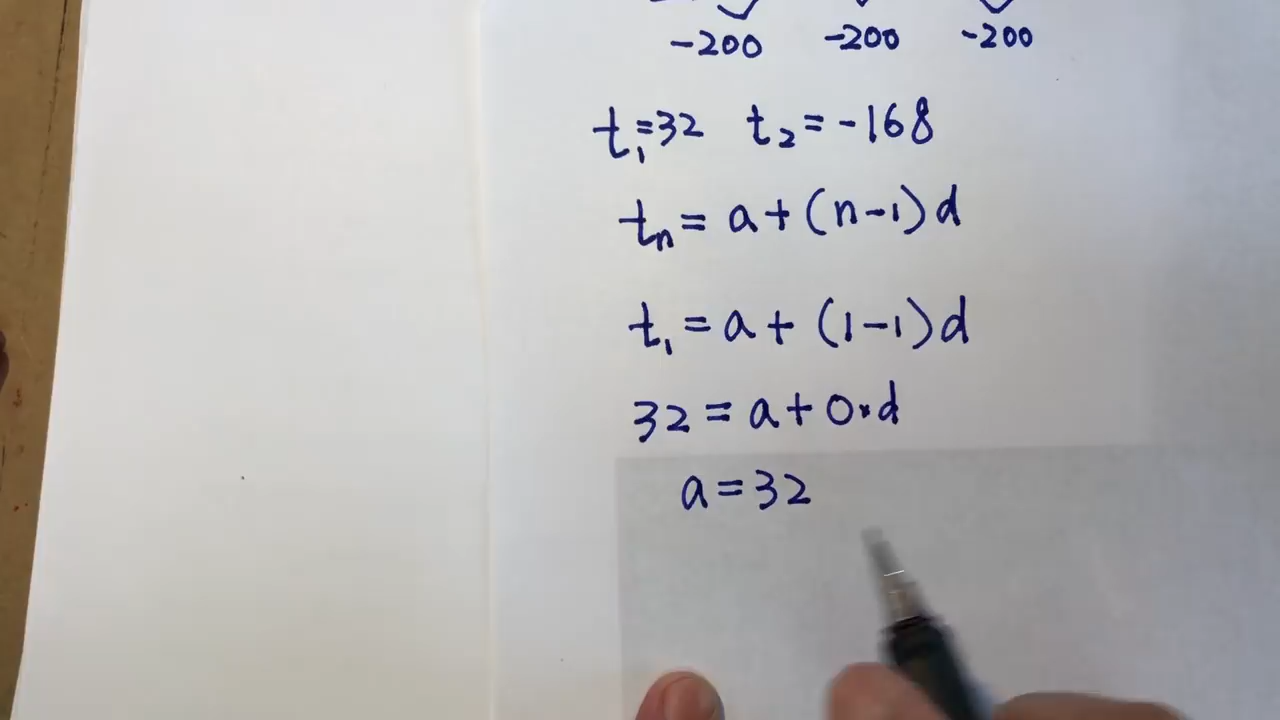 -200 -200 -200
t₁=32 t₂=-168
tₙ=a+(n-1)d
t₁=a+(1-1)d
32=a+0·d
a=32